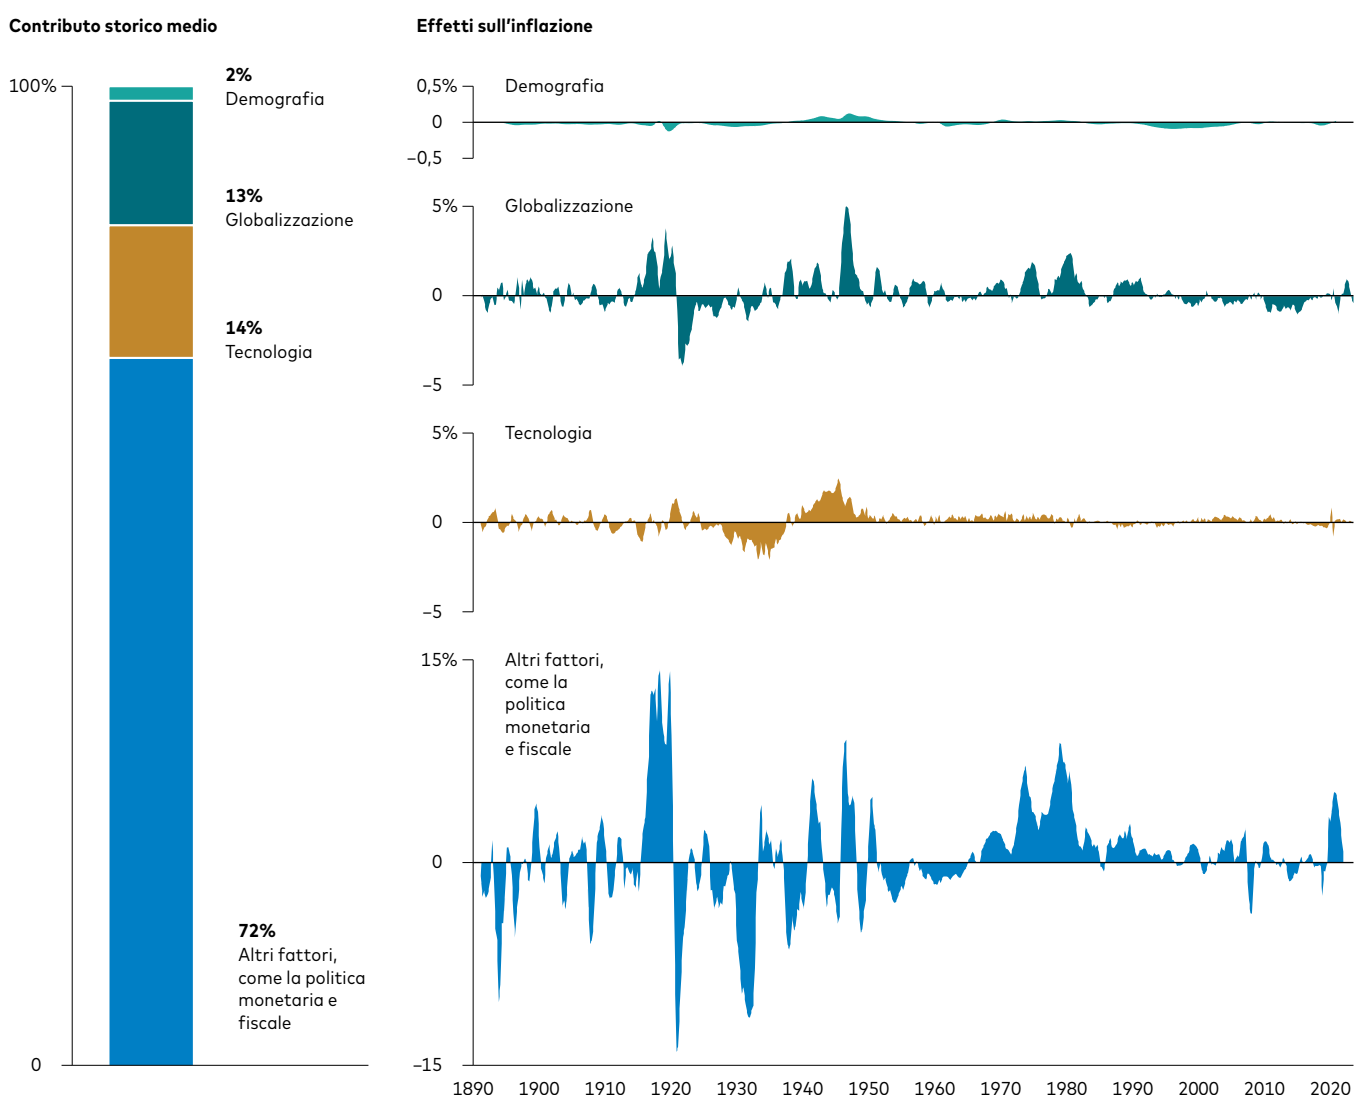 Contributo storico medio
100%
2%
Demografia
13%
Globalizzazione
14%
Tecnologia
72%
Altri fattori,
come la politica
monetaria e
fiscale
0
Effetti sull'inflazione
0,5%
Demografia
0
−0,5
5%
Globalizzazione
0
−5
5%
Tecnologia
0
−5
15%
Altri fattori,
come la
politica
monetaria
e fiscale
0
−15
1890 1900 1910 1920 1930 1940 1950 1960 1970 1980 1990 2000 2010 2020